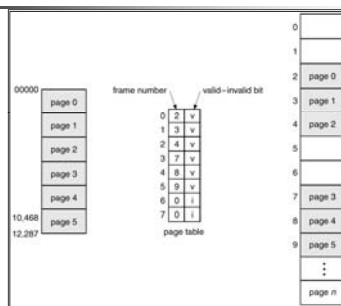 00000
page 0
page 1
page 2
page 3
page 4
page 5
10,468
12,287
frame number
valid–invalid bit
0 2 v
1 3 v
2 4 v
3 7 v
4 8 v
5 9 v
6 0 i
7 0 i
page table
0
1
2 page 0
3 page 1
4 page 2
5
6
7 page 3
8 page 4
9 page 5
⋮
page n